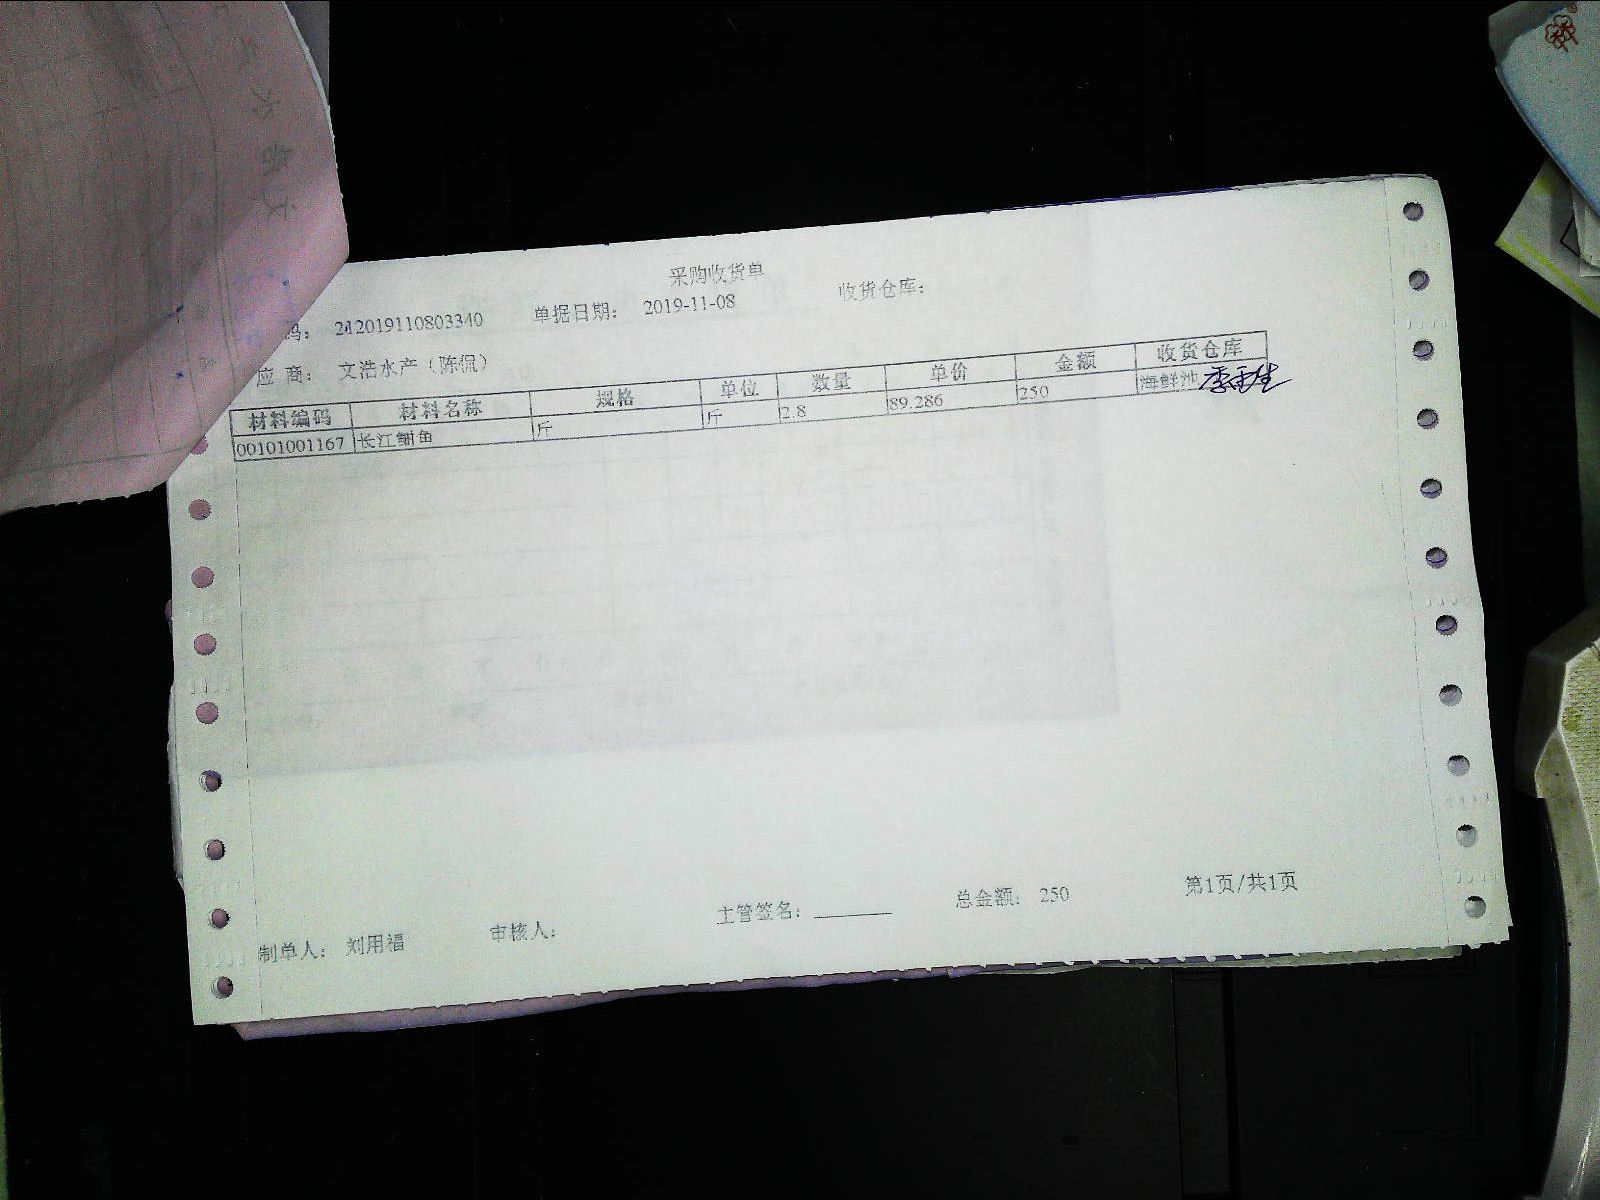 采购收货单
码： 212019110803340 单据日期： 2019-11-08 收货仓库：
应 商： 文浩水产（陈侃）
材料编码 材料名称 规格 单位 数量 单价 金额 收货仓库
00101001167 长江鮰鱼 斤 斤 2.8 89.286 250 海鲜池
制单人： 刘用福 审核人： 主管签名： 总金额： 250 第1页/共1页